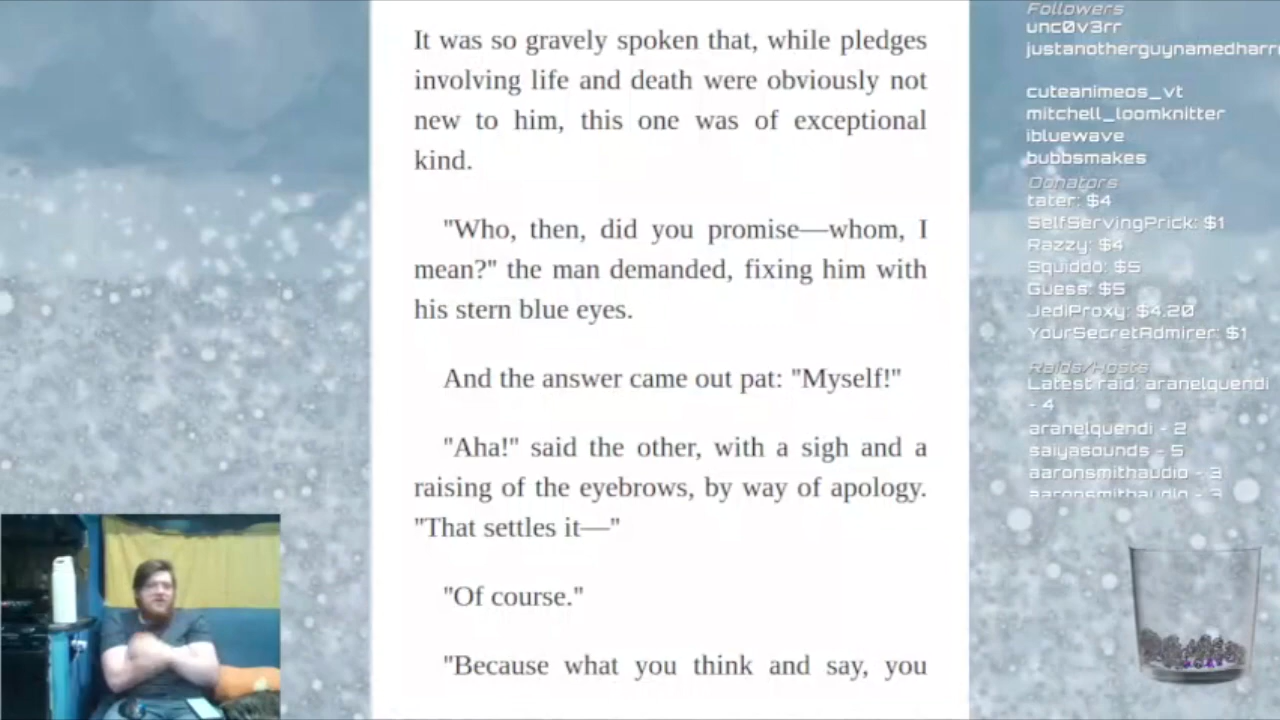 It was so gravely spoken that, while pledges
involving life and death were obviously not
new to him, this one was of exceptional
kind.
"Who, then, did you promise—whom, I
mean?" the man demanded, fixing him with
his stern blue eyes.
And the answer came out pat: "Myself!"
"Aha!" said the other, with a sigh and a
raising of the eyebrows, by way of apology.
"That settles it—"
"Of course."
"Because what you think and say, you
Followers
unc0v3rr
justanotherguynamedharr
cuteanimeos_vt
mitchell_loomknitter
ibluewave
bubbsmakes
Donators
tater: $4
SelfServingPrick: $1
Razzy: $4
Squiddo: $5
Guess: $5
JediProxy: $4.20
YourSecretAdmirer: $1
Raids/Hosts
Latest raid: aranelquendi
- 4
aranelquendi - 2
saiyasounds - 5
aaronsmithaudio - 3
aaronsmithaudio - 3